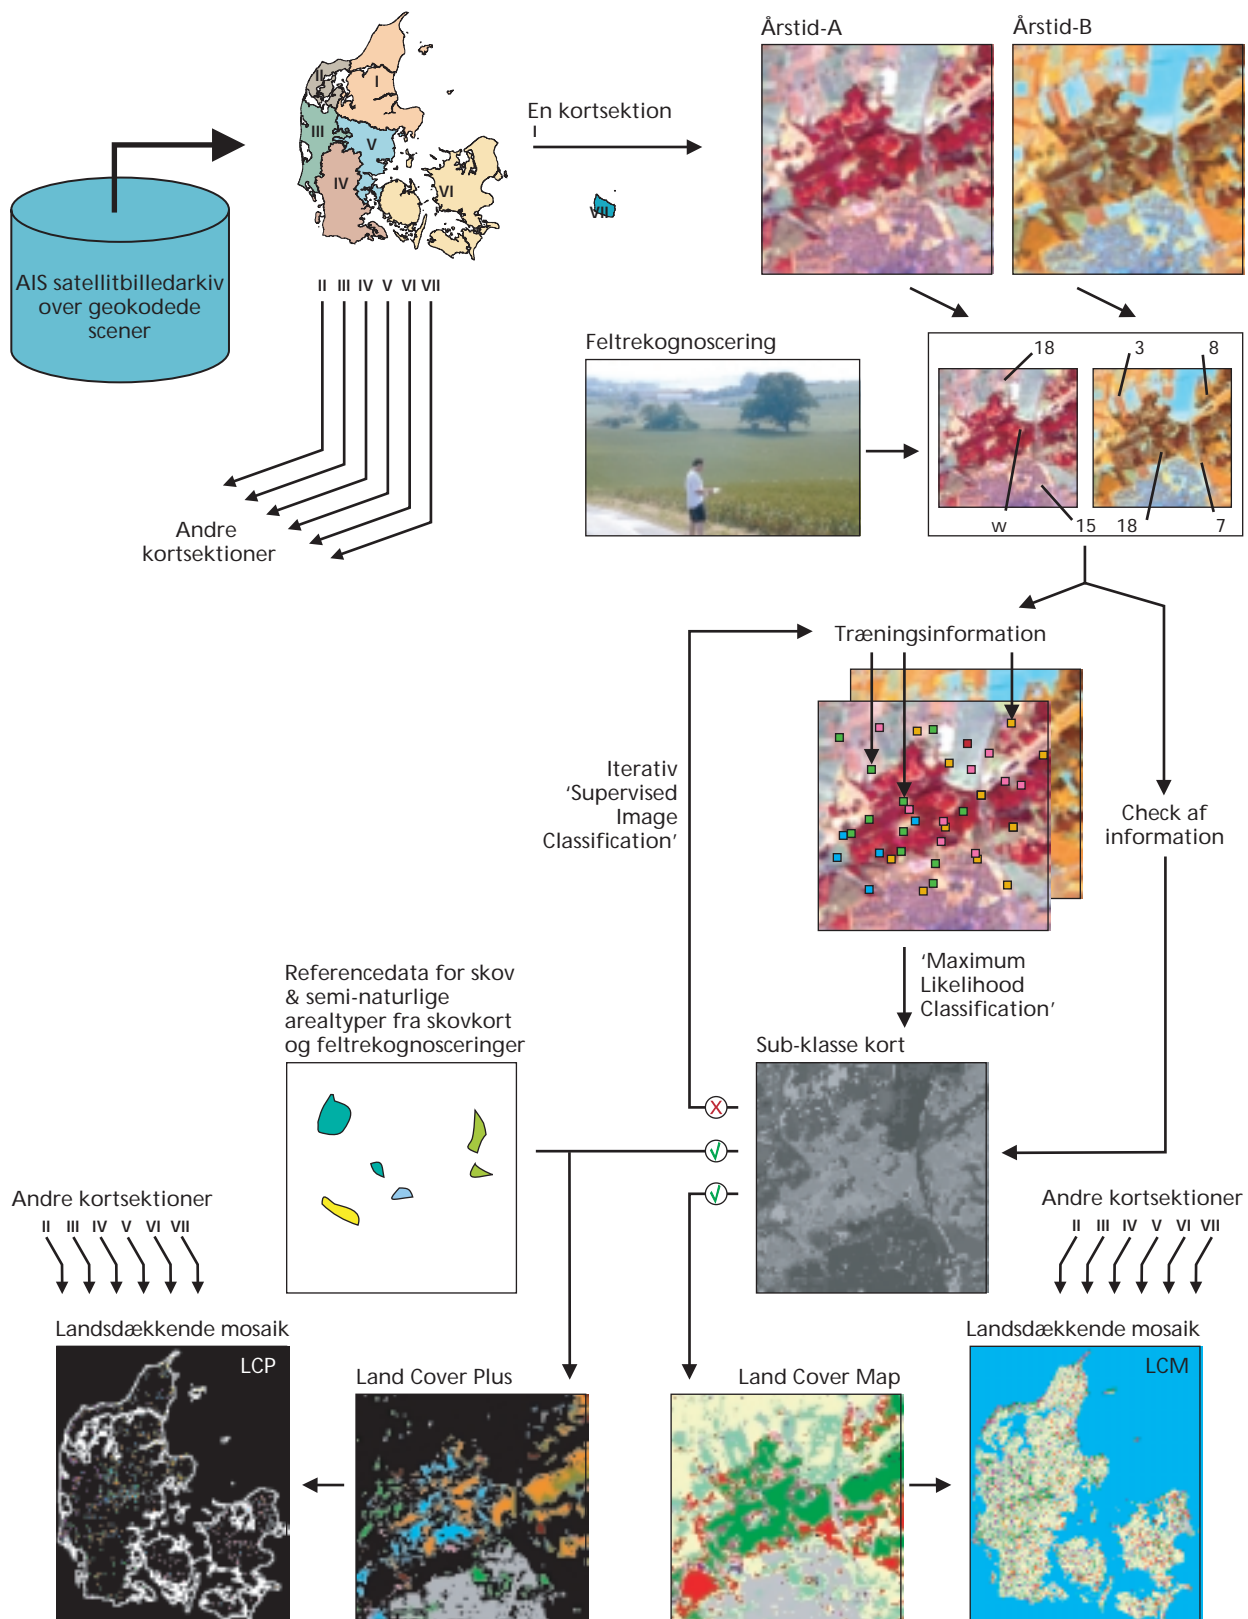 Årstid-A
Årstid-B
I
II
III
IV
V
VI
VII
En kortsektion
I
AIS satellitbilledarkiv
over geokodede
scener
II III IV V VI VII
Andre
kortsektioner
Feltrekognoscering
18
3
8
w
15
18
7
Træningsinformation
Iterativ
‘Supervised
Image
Classification’
Check af
information
‘Maximum
Likelihood
Classification’
Referencedata for skov
& semi-naturlige
arealtyper fra skovkort
og feltrekognosceringer
Sub-klasse kort
Andre kortsektioner
II III IV V VI VII
Andre kortsektioner
II III IV V VI VII
Landsdækkende mosaik
LCP
Land Cover Plus
Land Cover Map
Landsdækkende mosaik
LCM